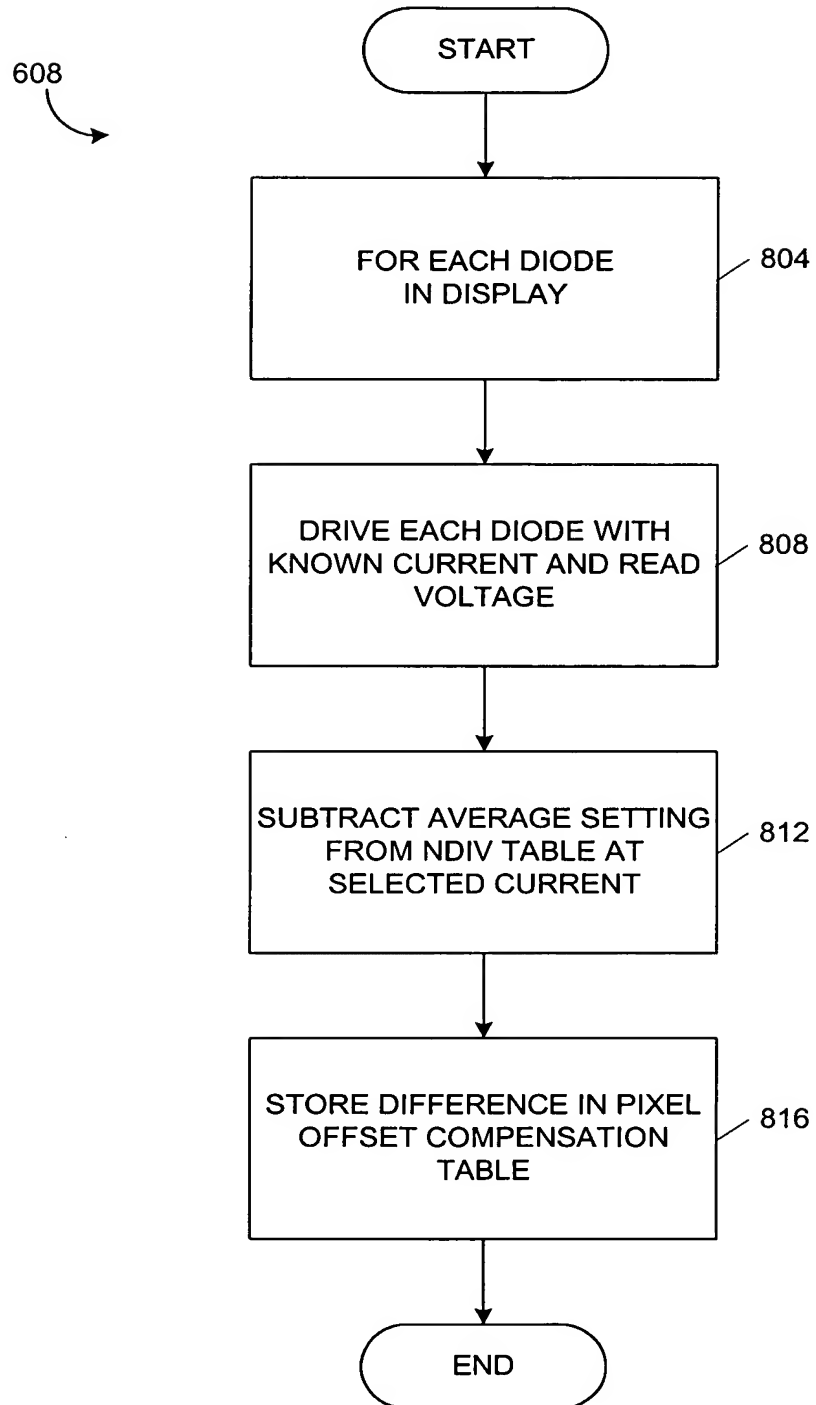 START
608
FOR EACH DIODE
IN DISPLAY
804
DRIVE EACH DIODE WITH
KNOWN CURRENT AND READ
VOLTAGE
808
SUBTRACT AVERAGE SETTING
FROM NDIV TABLE AT
SELECTED CURRENT
812
STORE DIFFERENCE IN PIXEL
OFFSET COMPENSATION
TABLE
816
END